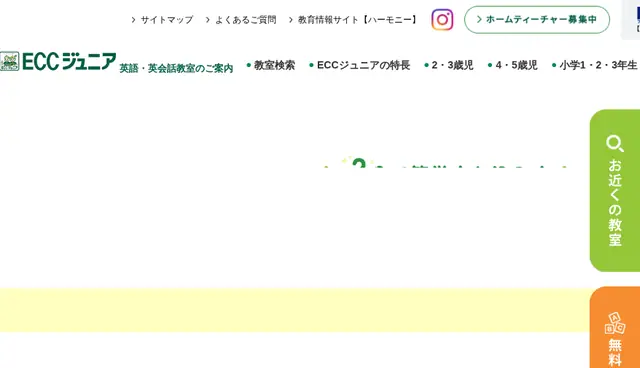 サイトマップ
よくあるご質問
教育情報サイト【ハーモニー】
ホームティーチャー募集中
ECCジュニア
英語・英会話教室のご案内
教室検索
ECCジュニアの特長
2・3歳児
4・5歳児
小学1・2・3年生
お近くの教室
無料